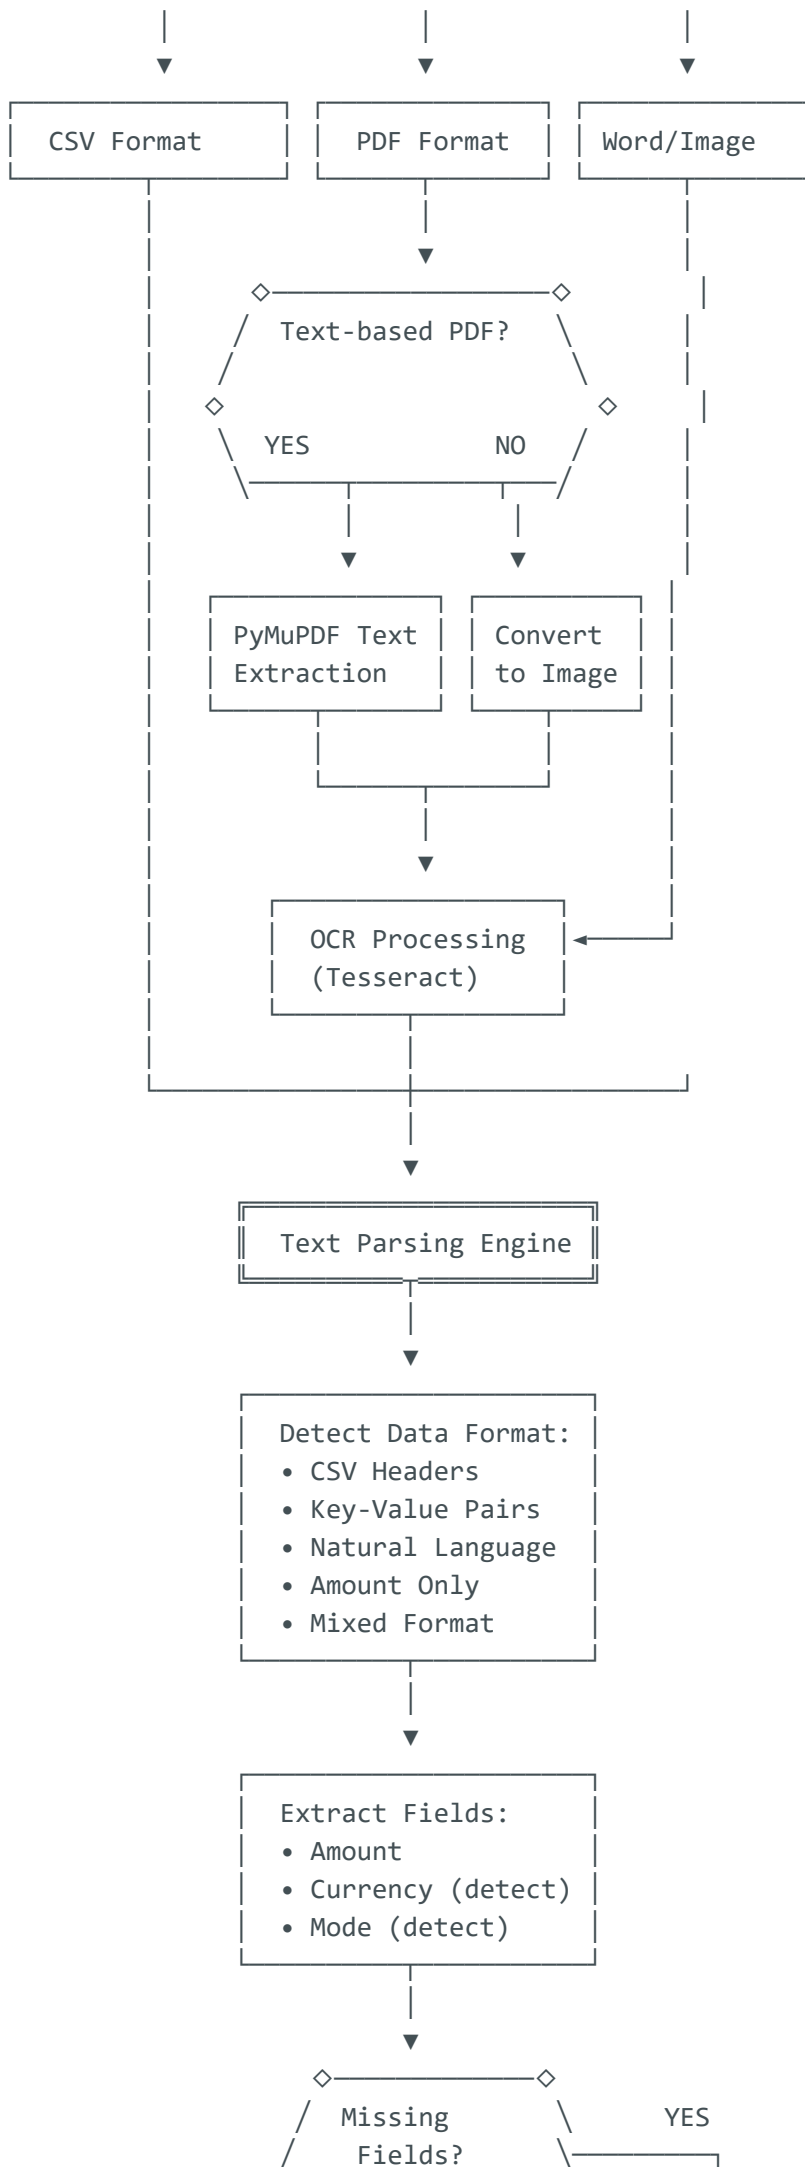 CSV Format
PDF Format
Word/Image
Text-based PDF?
YES
NO
PyMuPDF Text
Extraction
Convert
to Image
OCR Processing
(Tesseract)
Text Parsing Engine
Detect Data Format:
• CSV Headers
• Key-Value Pairs
• Natural Language
• Amount Only
• Mixed Format
Extract Fields:
• Amount
• Currency (detect)
• Mode (detect)
Missing
Fields?
YES